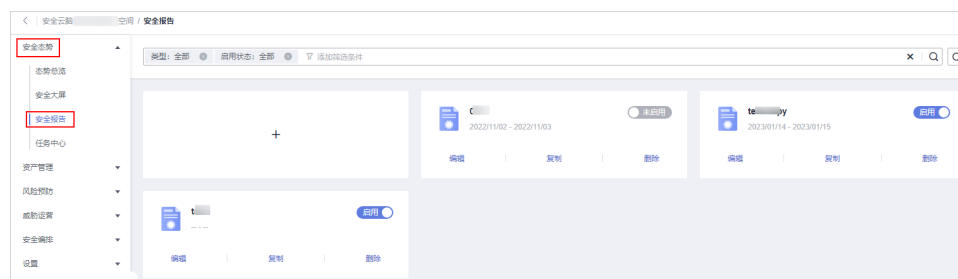 安全云脑 空间 / 安全报告
安全态势
态势总览
安全大屏
安全报告
任务中心
资产管理
风险预防
威胁运营
安全编排
设置
类型: 全部 启用状态: 全部 添加筛选条件
+
未启用
2022/11/02 - 2022/11/03
编辑 复制 删除
te py 启用
2023/01/14 - 2023/01/15
编辑 复制 删除
启用
-- - --
编辑 复制 删除